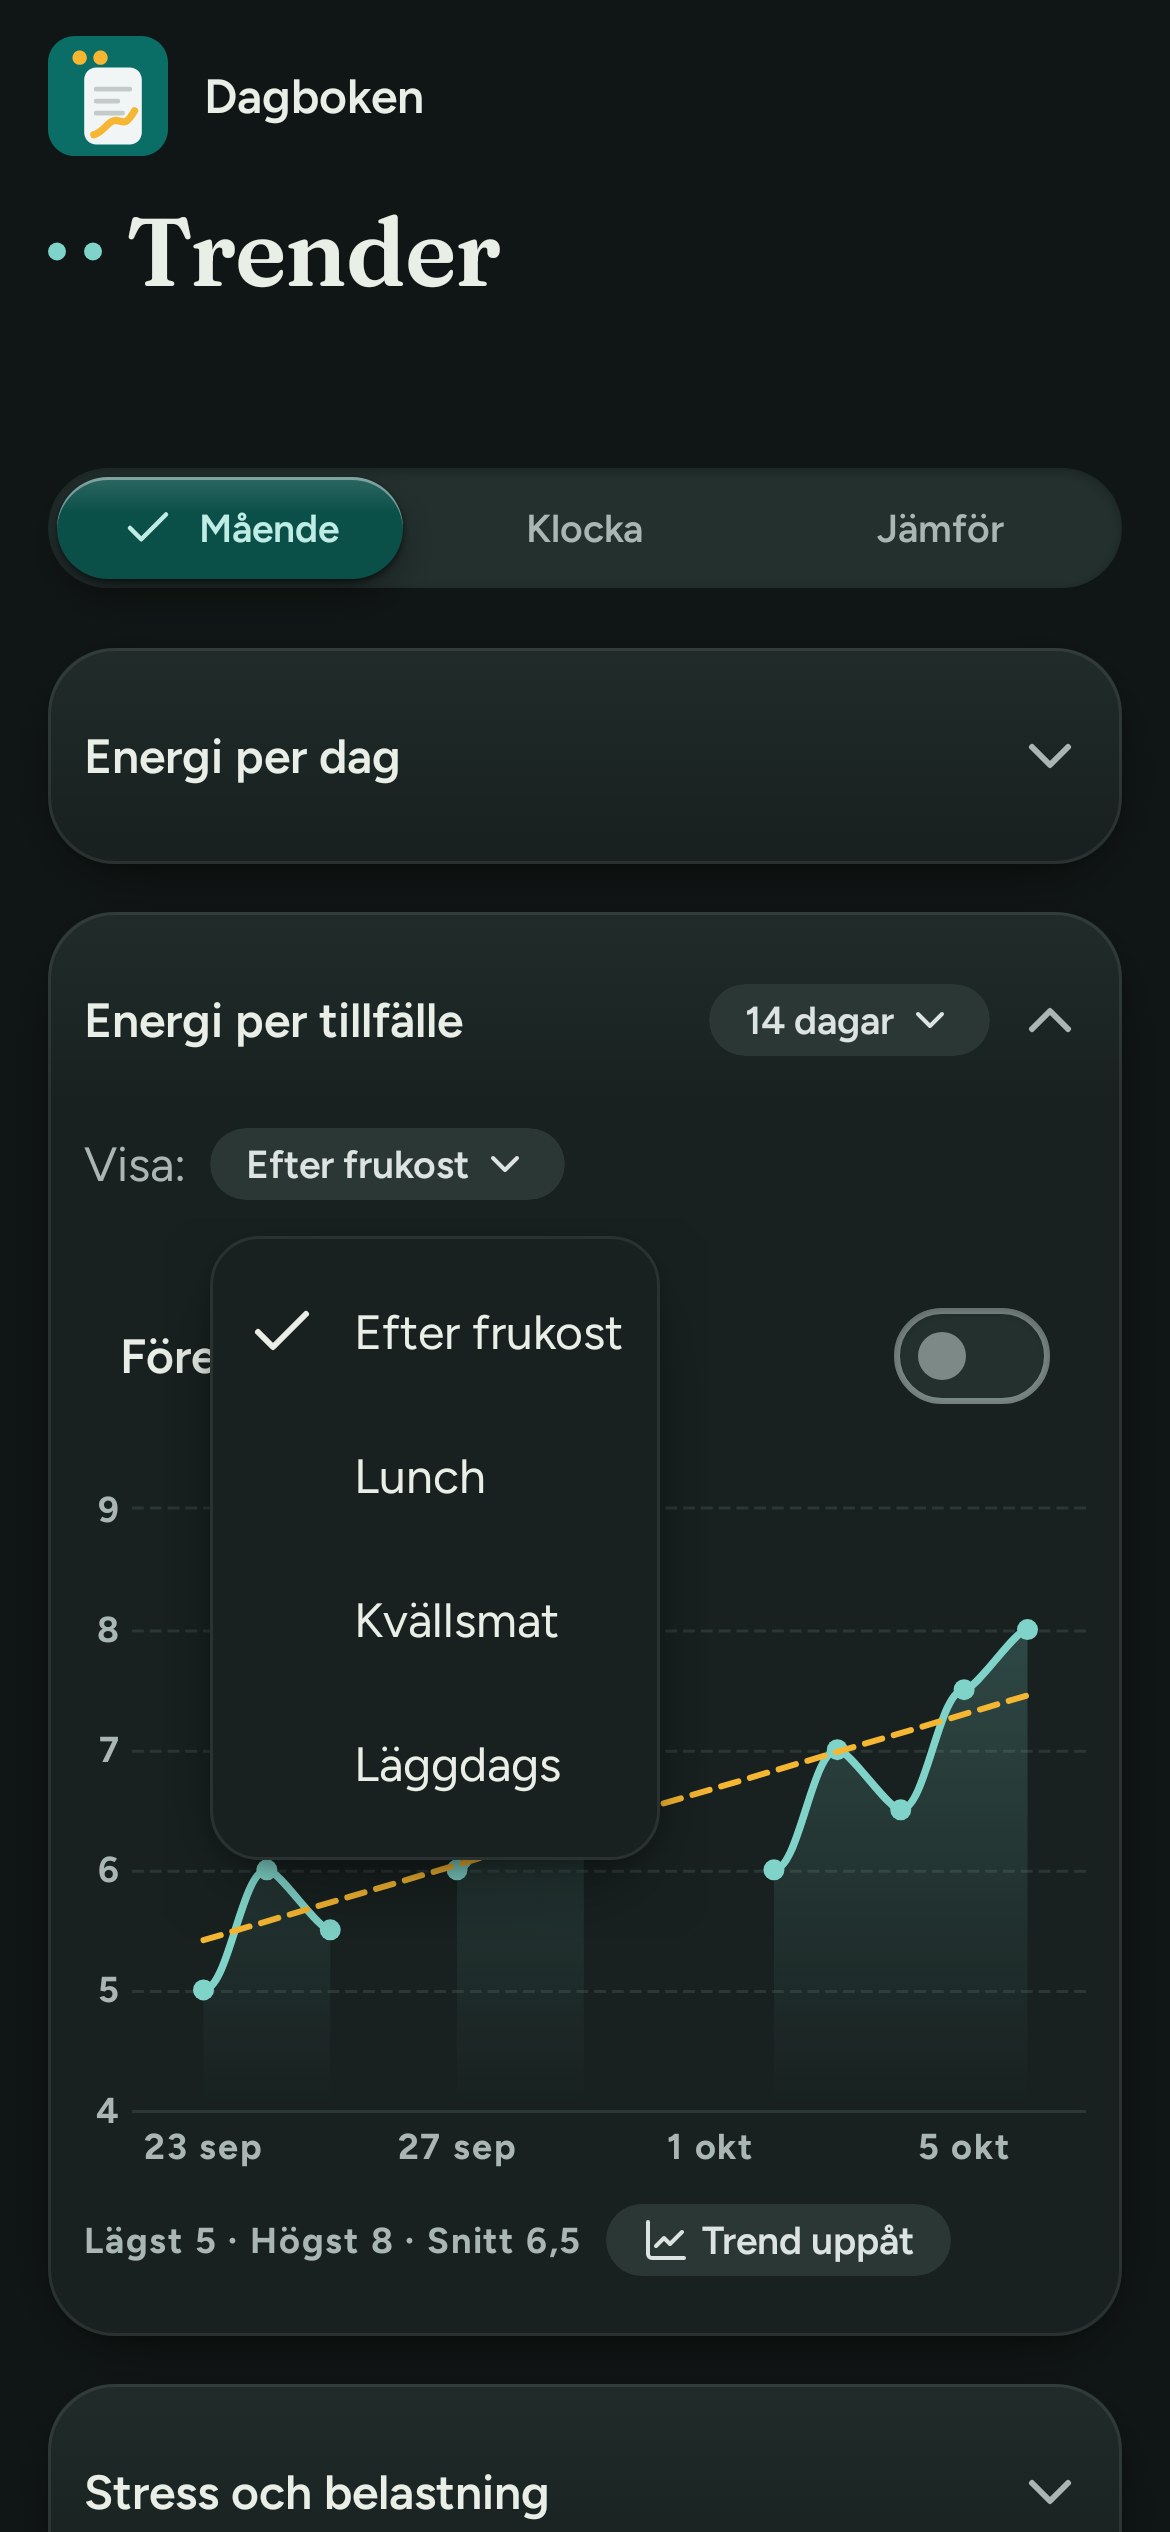 Dagboken
Trender
Mående
Klocka
Jämför
Energi per dag
Energi per tillfälle
14 dagar
Visa:
Efter frukost
Efter frukost
Lunch
Kvällsmat
Läggdags
9
8
7
6
5
4
23 sep
27 sep
1 okt
5 okt
Lägst 5 · Högst 8 · Snitt 6,5
Trend uppåt
Stress och belastning